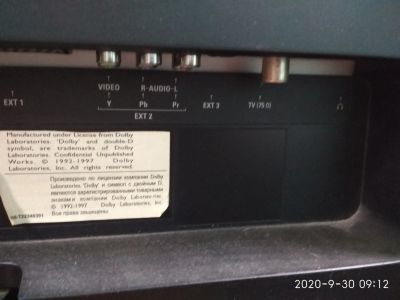 VIDEO R-AUDIO-L
EXT 1 Y Pb Pr EXT 3 TV (75 Ω)
EXT 2
Manufactured under License from Dolby
Laboratories. 'Dolby' and double-D
symbol, are trademarks of Dolby
Laboratories. Confidential Unpublished
Works. © 1992-1997 Dolby
Laboratories, Inc. All rights reserved.
Произведено по лицензии компании Dolby
Laboratories. 'Dolby' и символ с двойным D,
являются зарегистрированными товарными
знаками компании Dolby Laborato-ries
© 1992-1997 Dolby Laboratories, Inc.
Все права защищены
2020-9-30 09:12